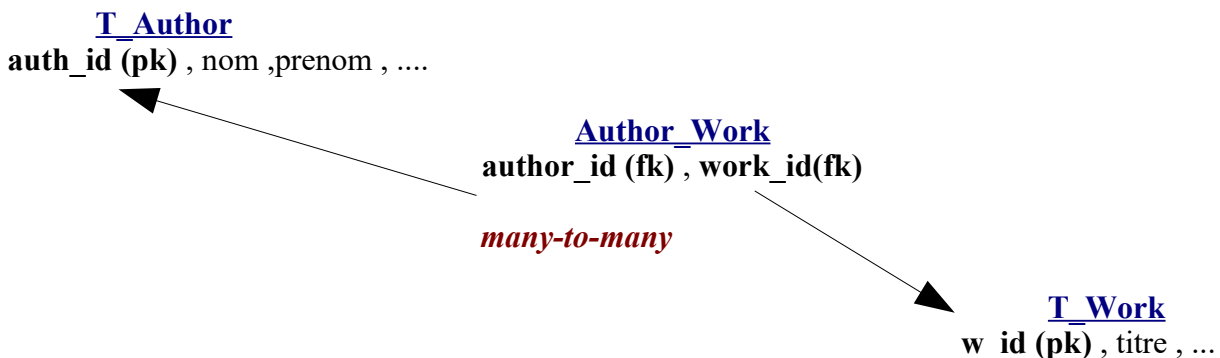 T_Author
auth_id (pk) , nom ,prenom , ....
Author_Work
author_id (fk) , work_id(fk)
many-to-many
T_Work
w_id (pk) , titre , ...